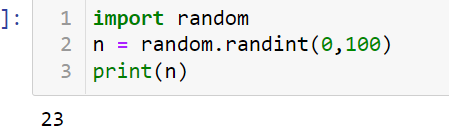 ]:
1 import random
2 n = random.randint(0,100)
3 print(n)
23